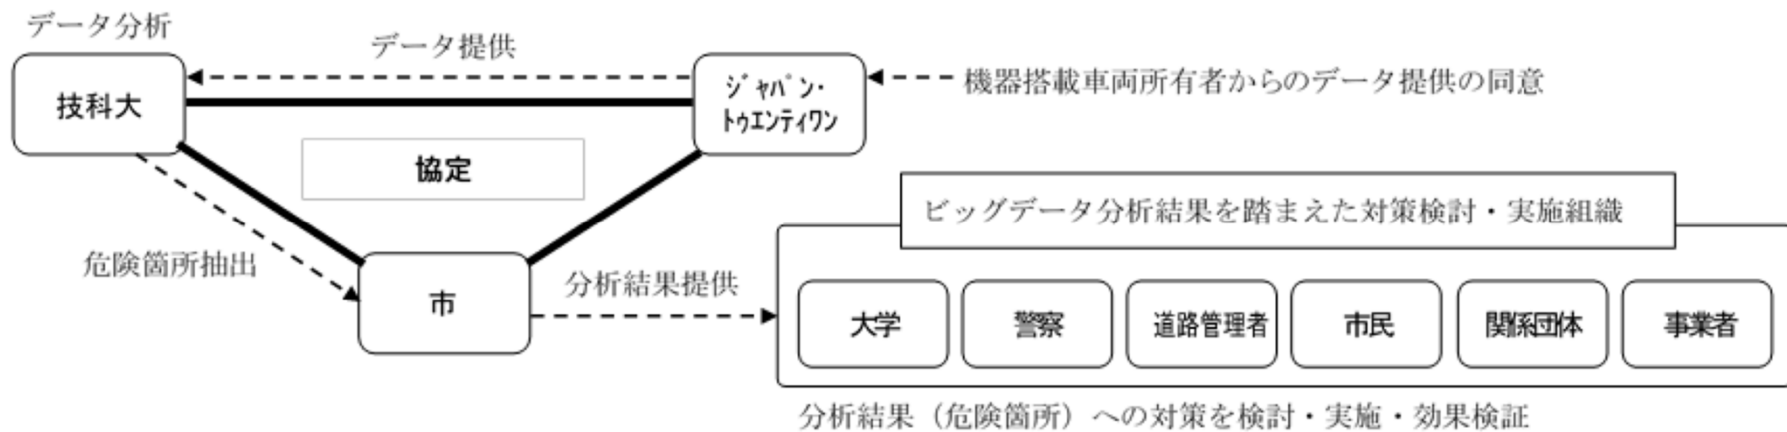 データ分析
データ提供
技科大
ｼﾞｬﾊﾟﾝ・
ﾄｩｴﾝﾃｨﾜﾝ
機器搭載車両所有者からのデータ提供の同意
協定
ビッグデータ分析結果を踏まえた対策検討・実施組織
危険箇所抽出
市
分析結果提供
大学
警察
道路管理者
市民
関係団体
事業者
分析結果（危険箇所）への対策を検討・実施・効果検証